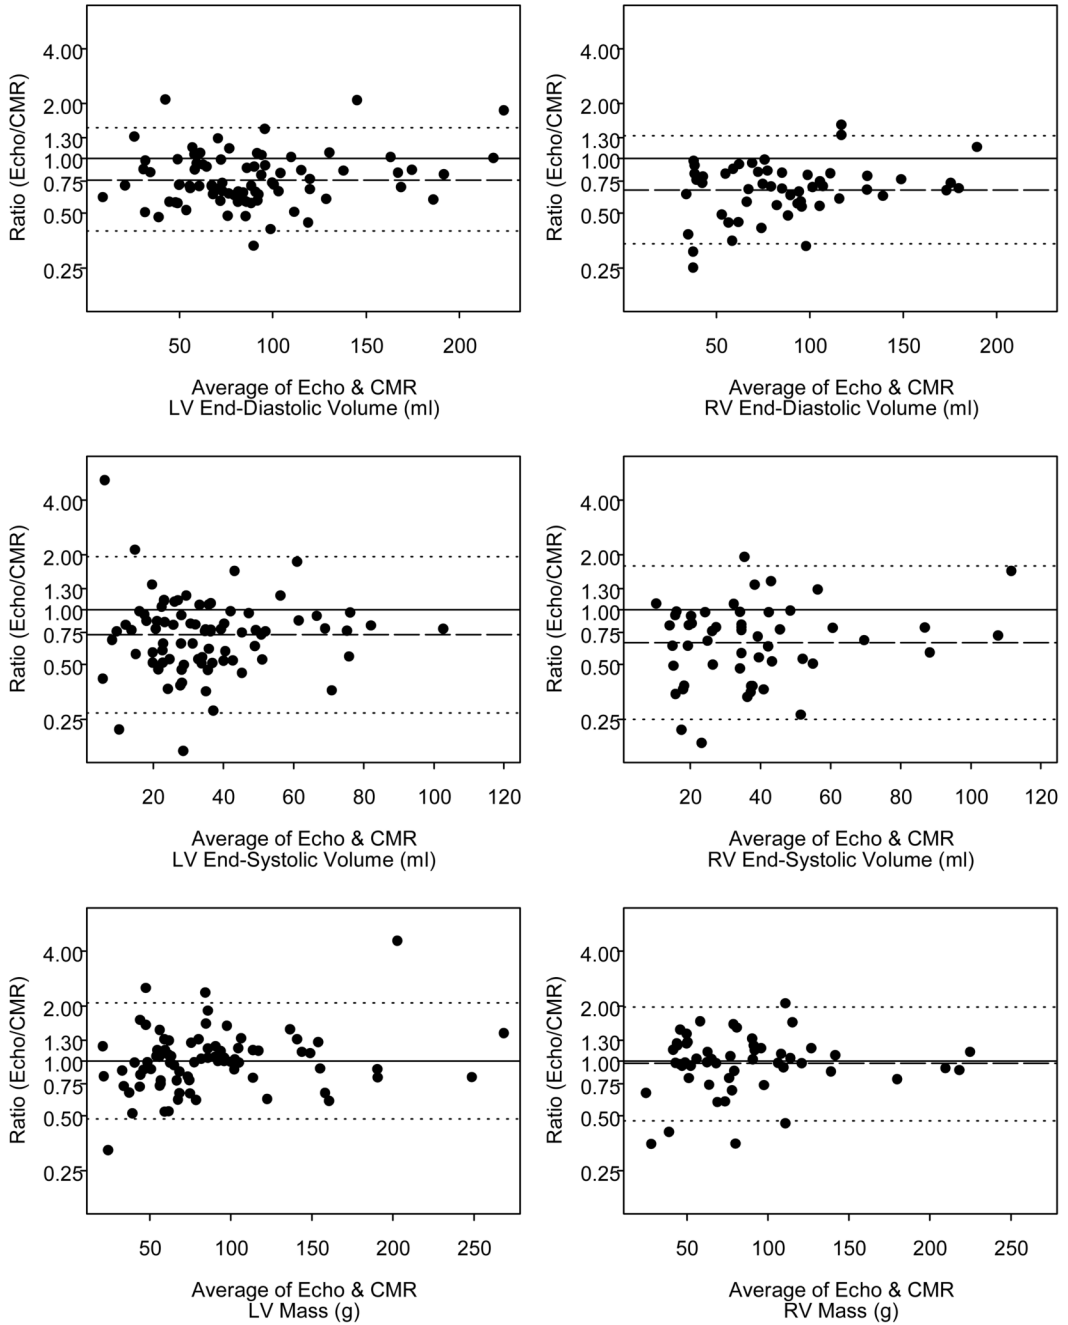 4.00
2.00
1.30
1.00
0.75
0.50
0.25
Ratio (Echo/CMR)
50 100 150 200
Average of Echo & CMR
LV End-Diastolic Volume (ml)
4.00
2.00
1.30
1.00
0.75
0.50
0.25
Ratio (Echo/CMR)
50 100 150 200
Average of Echo & CMR
RV End-Diastolic Volume (ml)
4.00
2.00
1.30
1.00
0.75
0.50
0.25
Ratio (Echo/CMR)
20 40 60 80 100 120
Average of Echo & CMR
LV End-Systolic Volume (ml)
4.00
2.00
1.30
1.00
0.75
0.50
0.25
Ratio (Echo/CMR)
20 40 60 80 100 120
Average of Echo & CMR
RV End-Systolic Volume (ml)
4.00
2.00
1.30
1.00
0.75
0.50
0.25
Ratio (Echo/CMR)
50 100 150 200 250
Average of Echo & CMR
LV Mass (g)
4.00
2.00
1.30
1.00
0.75
0.50
0.25
Ratio (Echo/CMR)
50 100 150 200 250
Average of Echo & CMR
RV Mass (g)